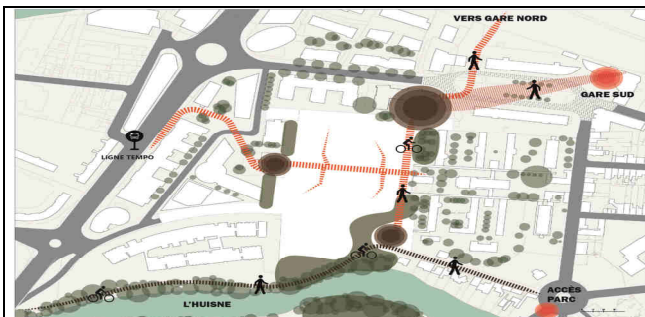 VERS GARE NORD
GARE SUD
LIGNE TEMPO
L'HUISNE
ACCÈS
PARC